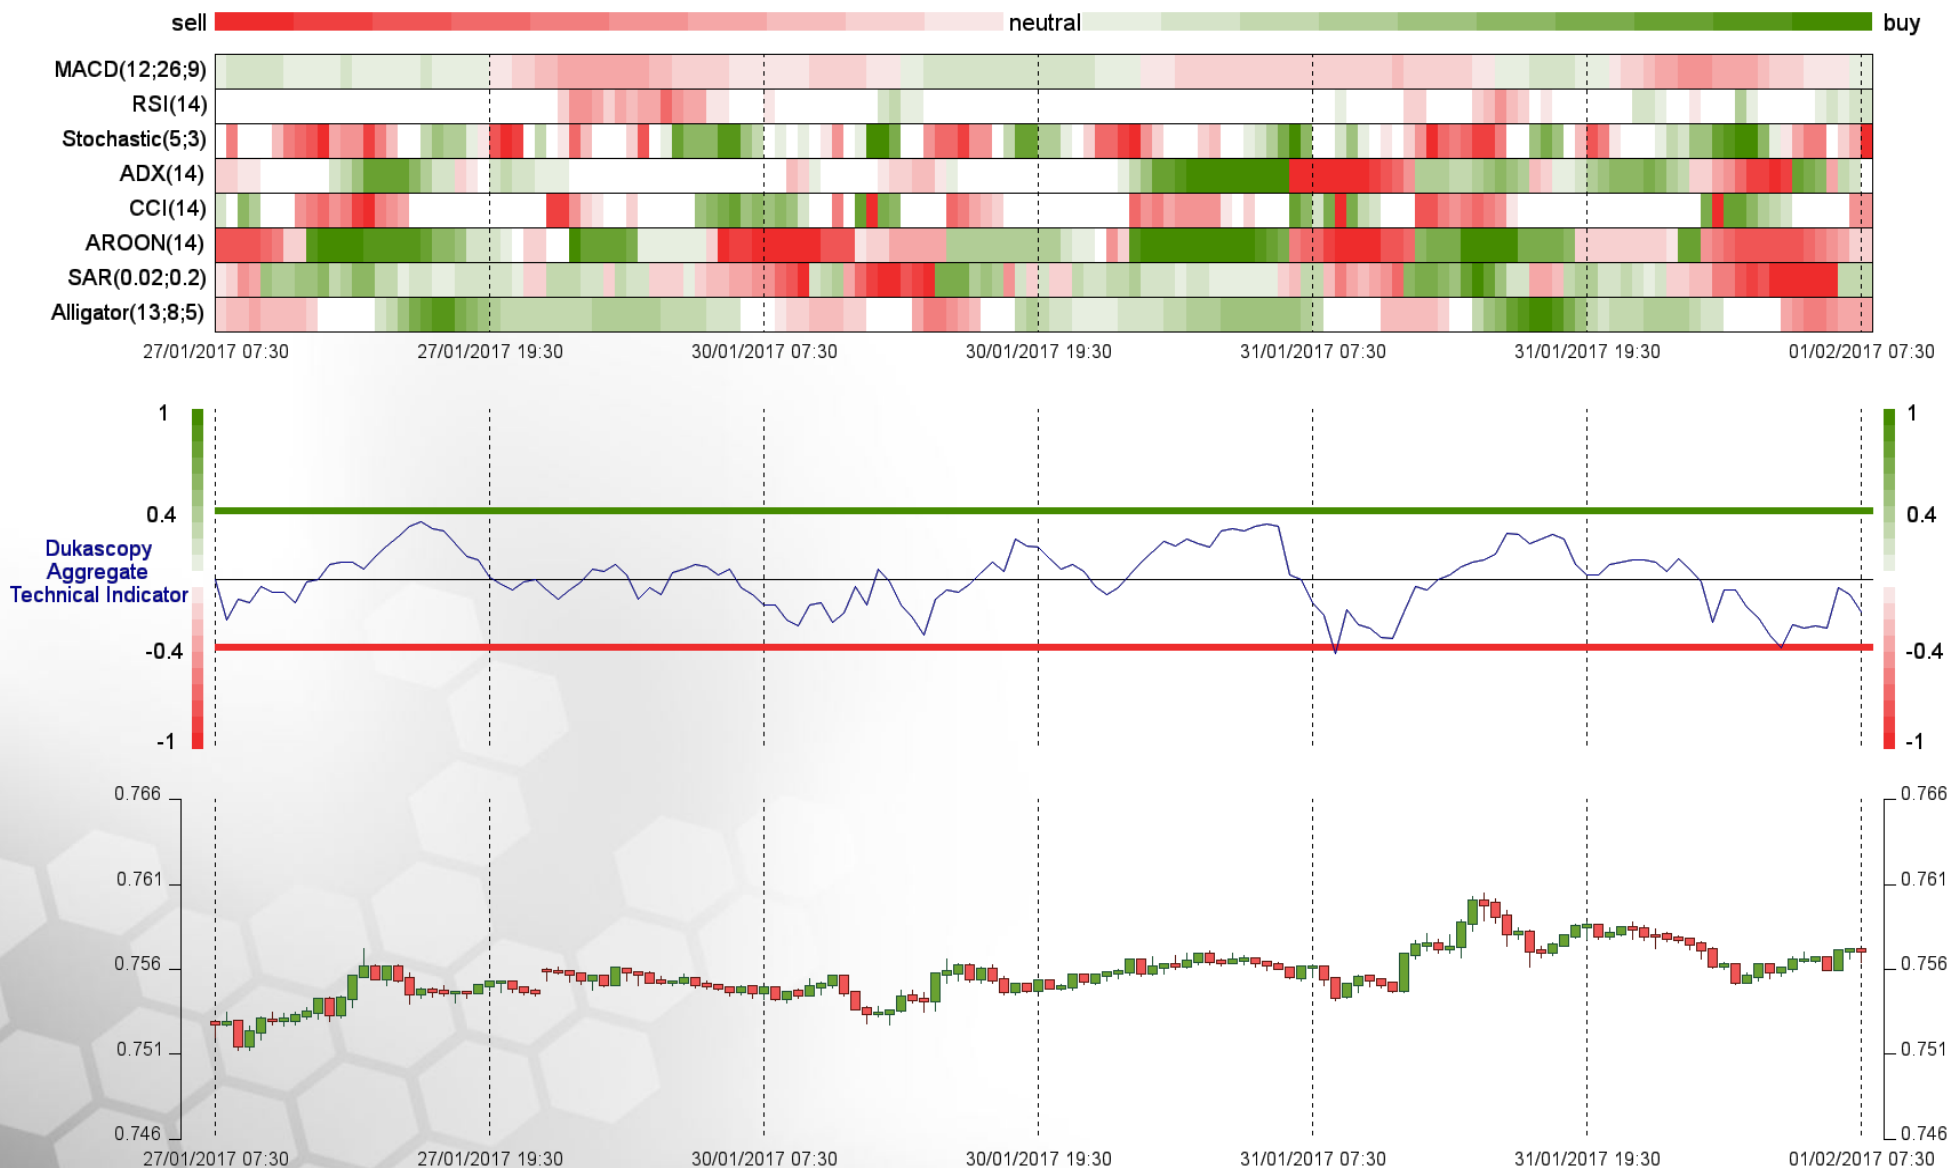 sell neutral buy
MACD(12;26;9)
RSI(14)
Stochastic(5;3)
ADX(14)
CCI(14)
AROON(14)
SAR(0.02;0.2)
Alligator(13;8;5)
27/01/2017 07:30 27/01/2017 19:30 30/01/2017 07:30 30/01/2017 19:30 31/01/2017 07:30 31/01/2017 19:30 01/02/2017 07:30
1 1
0.4 0.4
Dukascopy
Aggregate
Technical Indicator
-0.4 -0.4
-1 -1
0.766 0.766
0.761 0.761
0.756 0.756
0.751 0.751
0.746 0.746
27/01/2017 07:30 27/01/2017 19:30 30/01/2017 07:30 30/01/2017 19:30 31/01/2017 07:30 31/01/2017 19:30 01/02/2017 07:30